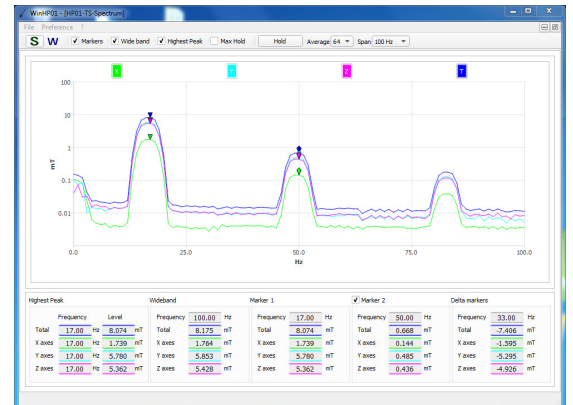 WinHP01 - [HP01-TS-Spectrum]
File Preference ?
S W Markers Wide band Highest Peak Max Hold Hold Average 64 Span 100 Hz
X Y Z T
100
10
1
0.1
0.01
mT
0.0 25.0 50.0 75.0 100.0
Hz
Highest Peak Wideband Marker 1 Marker 2 Delta markers
Frequency Level Frequency 100.00 Hz Frequency 17.00 Hz Frequency 50.00 Hz Frequency 33.00 Hz
Total 17.00 Hz 8.074 mT Total 8.175 mT Total 8.074 mT Total 0.668 mT Total -7.406 mT
X axes 17.00 Hz 1.739 mT X axes 1.764 mT X axes 1.739 mT X axes 0.144 mT X axes -1.595 mT
Y axes 17.00 Hz 5.780 mT Y axes 5.853 mT Y axes 5.780 mT Y axes 0.485 mT Y axes -5.295 mT
Z axes 17.00 Hz 5.362 mT Z axes 5.428 mT Z axes 5.362 mT Z axes 0.436 mT Z axes -4.926 mT